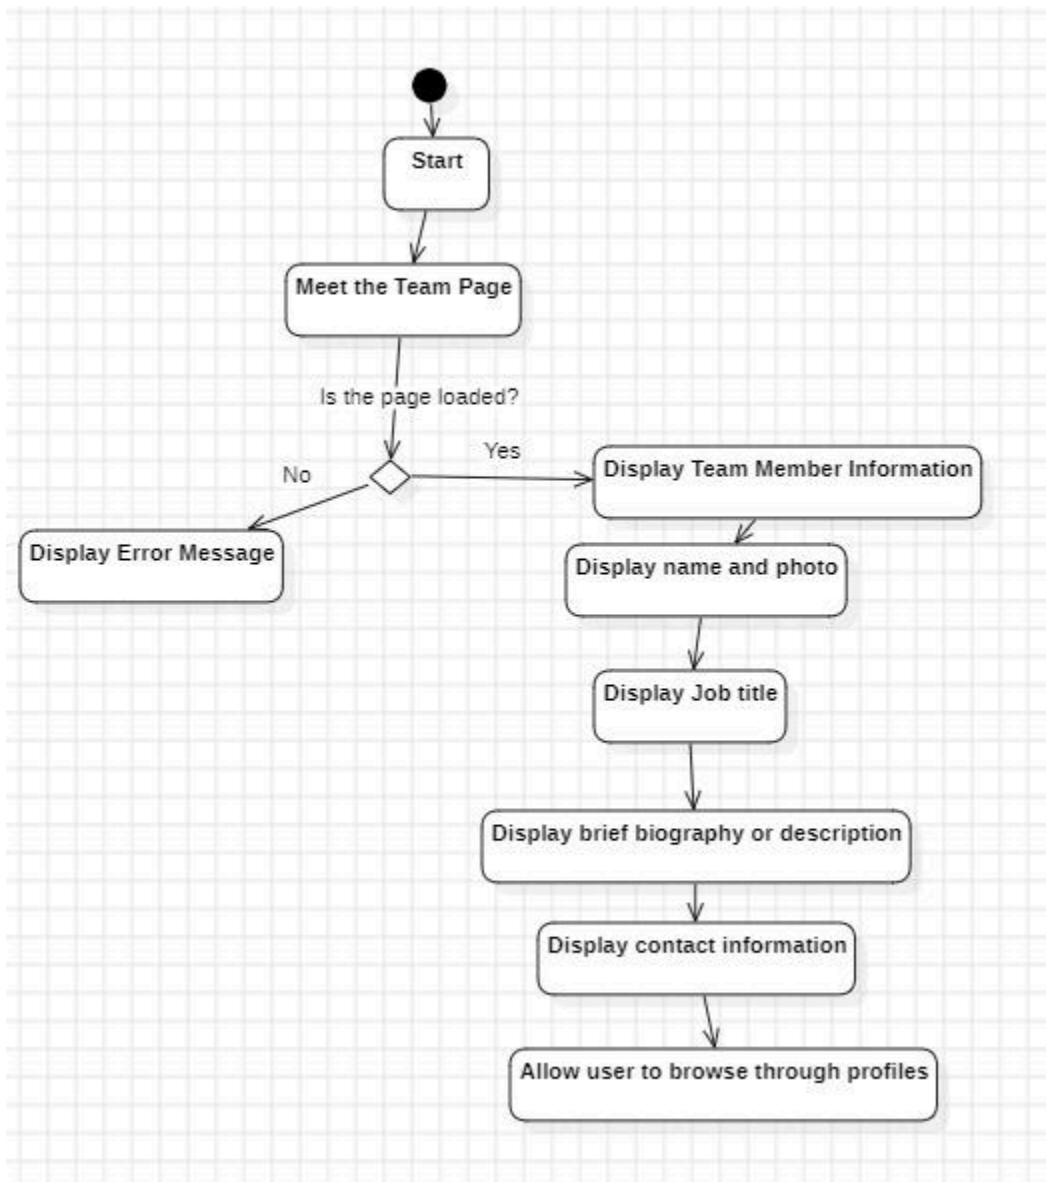 Start
Meet the Team Page
Is the page loaded?
Yes
No
Display Team Member Information
Display Error Message
Display name and photo
Display Job title
Display brief biography or description
Display contact information
Allow user to browse through profiles